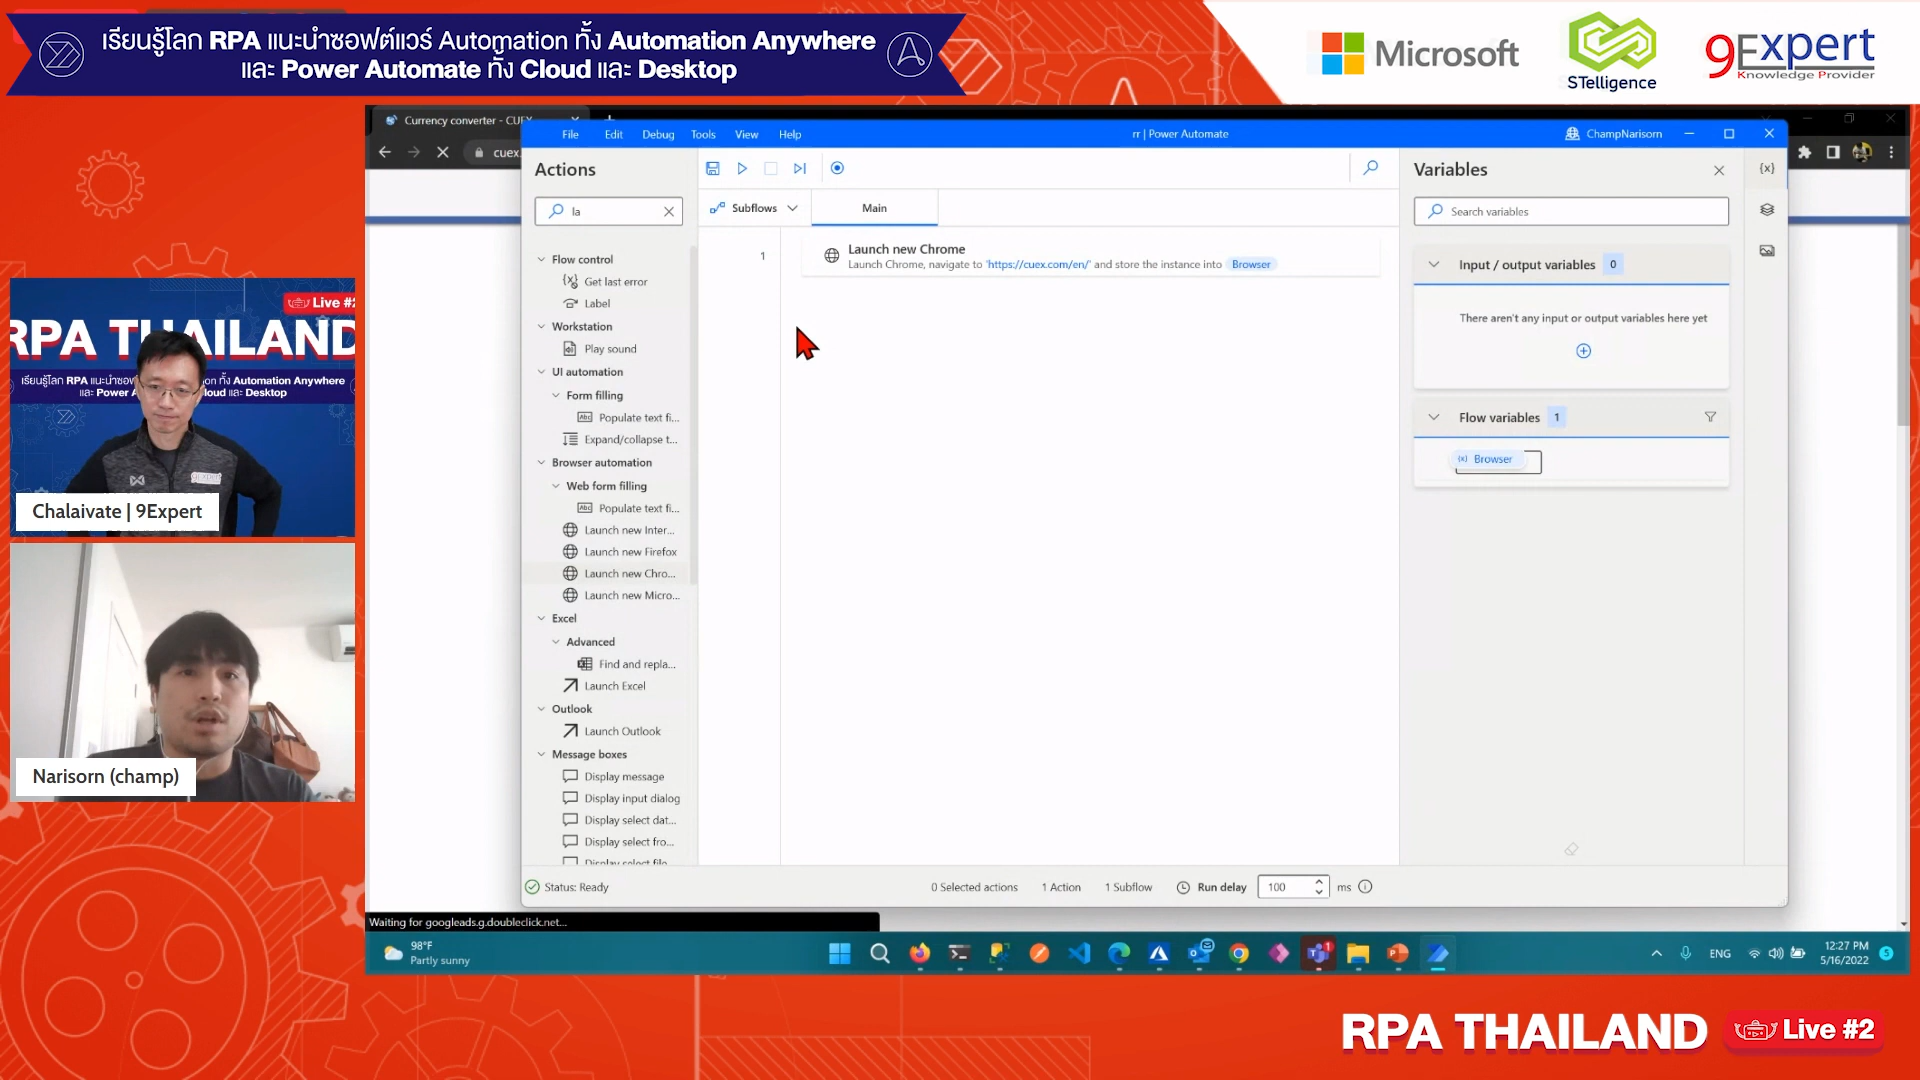 เรียนรู้โลก RPA แนะนำซอฟต์แวร์ Automation ทั้ง Automation Anywhere
และ Power Automate ทั้ง Cloud และ Desktop
Microsoft
STelligence
9Expert
Knowledge Provider
Currency converter - CUEX
cuex.
File
Edit
Debug
Tools
View
Help
rr | Power Automate
ChampNarisorn
Actions
la
Subflows
Main
Flow control
Get last error
Label
Workstation
Play sound
UI automation
Form filling
Populate text fi...
Expand/collapse t...
Browser automation
Web form filling
Populate text fi...
Launch new Inter...
Launch new Firefox
Launch new Chro...
Launch new Micro...
Excel
Advanced
Find and repla...
Launch Excel
Outlook
Launch Outlook
Message boxes
Display message
Display input dialog
Display select dat...
Display select fro...
Display select file
1
Launch new Chrome
Launch Chrome, navigate to 'https://cuex.com/en/' and store the instance into Browser
Variables
{x}
Search variables
Input / output variables 0
There aren't any input or output variables here yet
Flow variables 1
{x} Browser
Status: Ready
0 Selected actions
1 Action
1 Subflow
Run delay
100
ms
Waiting for googleads.g.doubleclick.net...
98°F
Partly sunny
ENG
12:27 PM
5/16/2022
5
Live #2
RPA THAILAND
Chalaivate | 9Expert
Narisorn (champ)
RPA THAILAND
Live #2